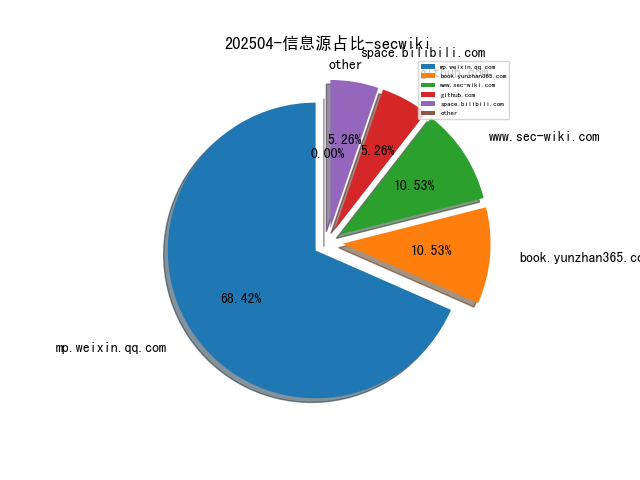 202504-信息源占比-secwiki
space.bilibili.com
other
mp.weixin.qq.com
book.yunzhan365.com
www.sec-wiki.com
github.com
space.bilibili.com
other
github.com
5.26%
0.00%
5.26%
www.sec-wiki.com
10.53%
10.53%
book.yunzhan365.co
68.42%
mp.weixin.qq.com